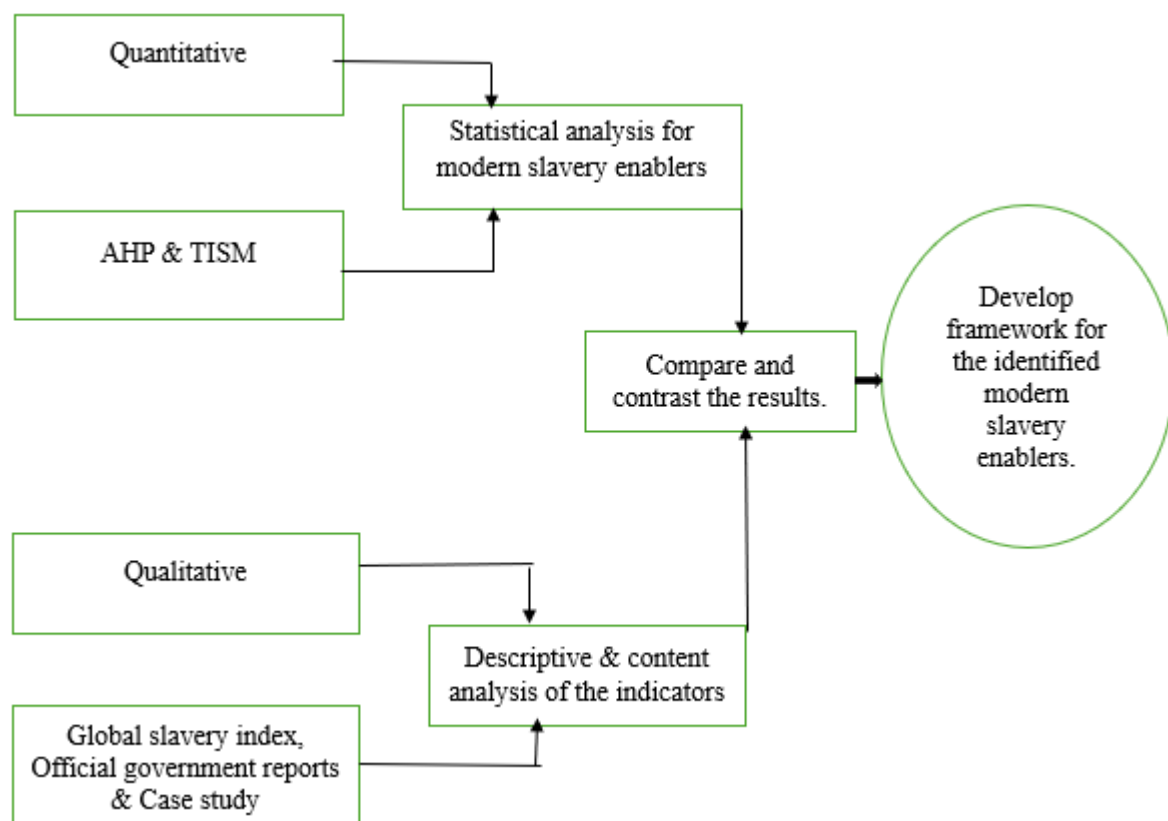 Quantitative
Statistical analysis for
modern slavery enablers
AHP & TISM
Compare and
contrast the results.
Develop
framework for
the identified
modern
slavery
enablers.
Qualitative
Descriptive & content
analysis of the indicators
Global slavery index,
Official government reports
& Case study